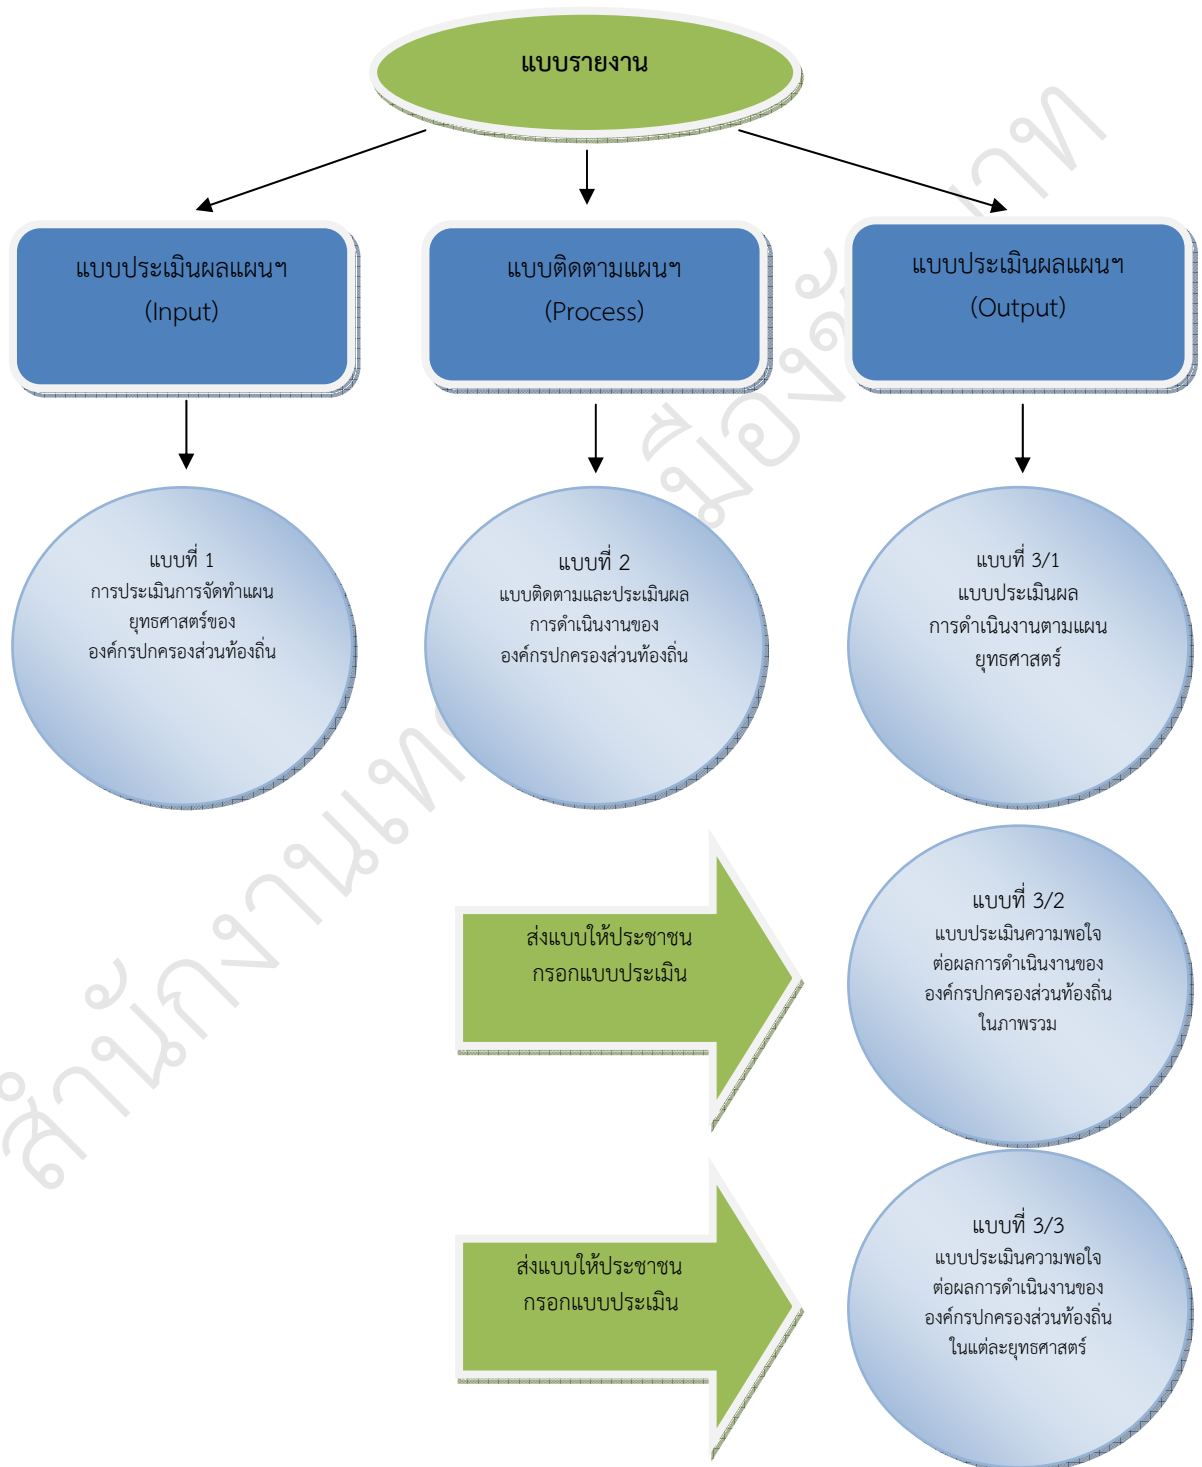 แบบรายงาน
แบบประเมินผลแผนฯ
(Input)
แบบติดตามแผนฯ
(Process)
แบบประเมินผลแผนฯ
(Output)
แบบที่ 1
การประเมินการจัดทำแผน
ยุทธศาสตร์ของ
องค์กรปกครองส่วนท้องถิ่น
แบบที่ 2
แบบติดตามและประเมินผล
การดำเนินงานของ
องค์กรปกครองส่วนท้องถิ่น
แบบที่ 3/1
แบบประเมินผล
การดำเนินงานตามแผน
ยุทธศาสตร์
ส่งแบบให้ประชาชน
กรอกแบบประเมิน
แบบที่ 3/2
แบบประเมินความพอใจ
ต่อผลการดำเนินงานของ
องค์กรปกครองส่วนท้องถิ่น
ในภาพรวม
ส่งแบบให้ประชาชน
กรอกแบบประเมิน
แบบที่ 3/3
แบบประเมินความพอใจ
ต่อผลการดำเนินงานของ
องค์กรปกครองส่วนท้องถิ่น
ในแต่ละยุทธศาสตร์